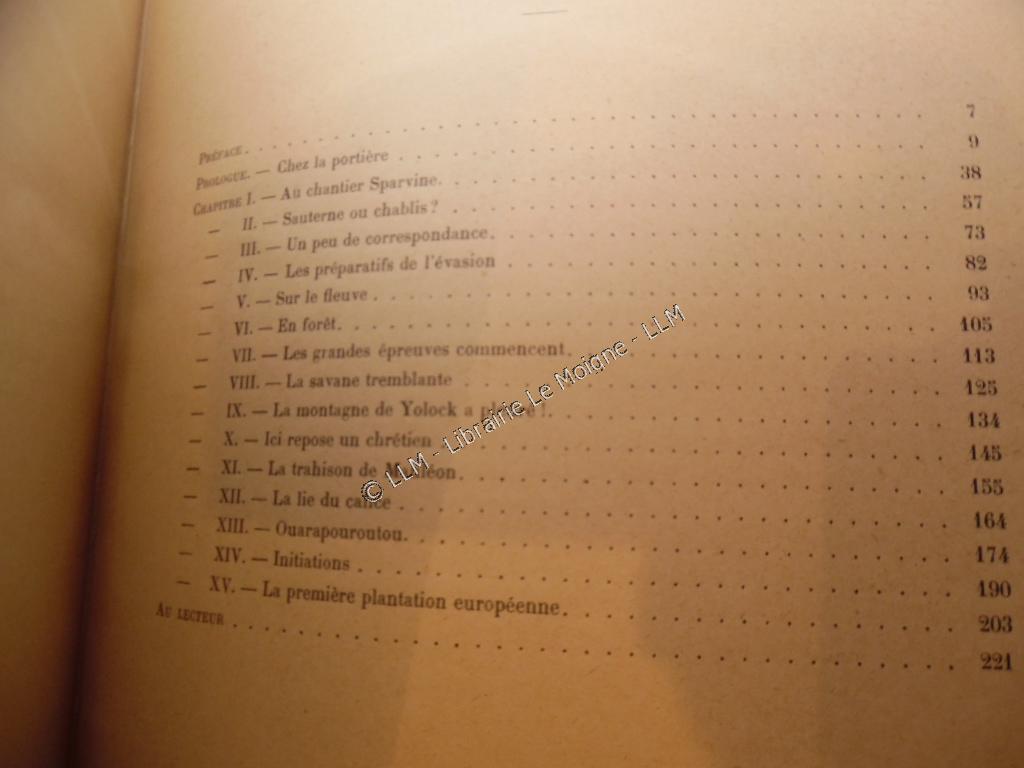 PRÉFACE. . . . . . . . . . . . . . . . . . . . . . . . . 7
PROLOGUE. — Chez la portière . . . . . . . . . . . . . . . . . 9
CHAPITRE I. — Au chantier Sparvine. . . . . . . . . . . . . . . 38
— II. — Sauterne ou chablis ? . . . . . . . . . . . . . . . 57
— III. — Un peu de correspondance. . . . . . . . . . . . . . 73
— IV. — Les préparatifs de l'évasion . . . . . . . . . . . . . 82
— V. — Sur le fleuve . . . . . . . . . . . . . . . . . . 93
— VI. — En forêt. . . . . . . . . . . . . . . . . . . 105
— VII. — Les grandes épreuves commencent. . . . . . . . . . . . 113
— VIII. — La savane tremblante . . . . . . . . . . . . . . . 125
— IX. — La montagne de Yolock a !. . . . . . . . . . . . . 134
— X. — Ici repose un chrétien . . . . . . . . . . . . . . . 145
— XI. — La trahison de . . . . . . . . . . . . . . . 155
— XII. — La lie du calice . . . . . . . . . . . . . . . . . 164
— XIII. — Ouarapouroutou. . . . . . . . . . . . . . . . . 174
— XIV. — Initiations . . . . . . . . . . . . . . . . . . . 190
— XV. — La première plantation européenne. . . . . . . . . . . . 203
AU LECTEUR . . . . . . . . . . . . . . . . . . . . . . . 221
© LLM - Librairie Le Moigne - LLM